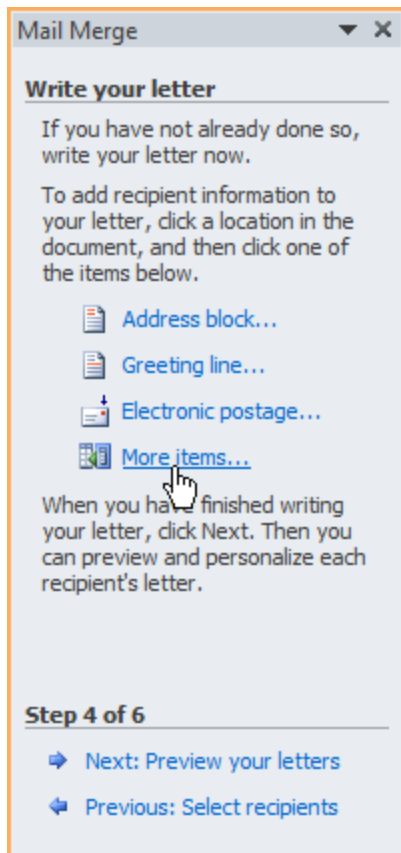 Mail Merge
Write your letter
If you have not already done so,
write your letter now.
To add recipient information to
your letter, click a location in the
document, and then click one of
the items below.
Address block...
Greeting line...
Electronic postage...
More items...
When you have finished writing
your letter, click Next. Then you
can preview and personalize each
recipient's letter.
Step 4 of 6
Next: Preview your letters
Previous: Select recipients